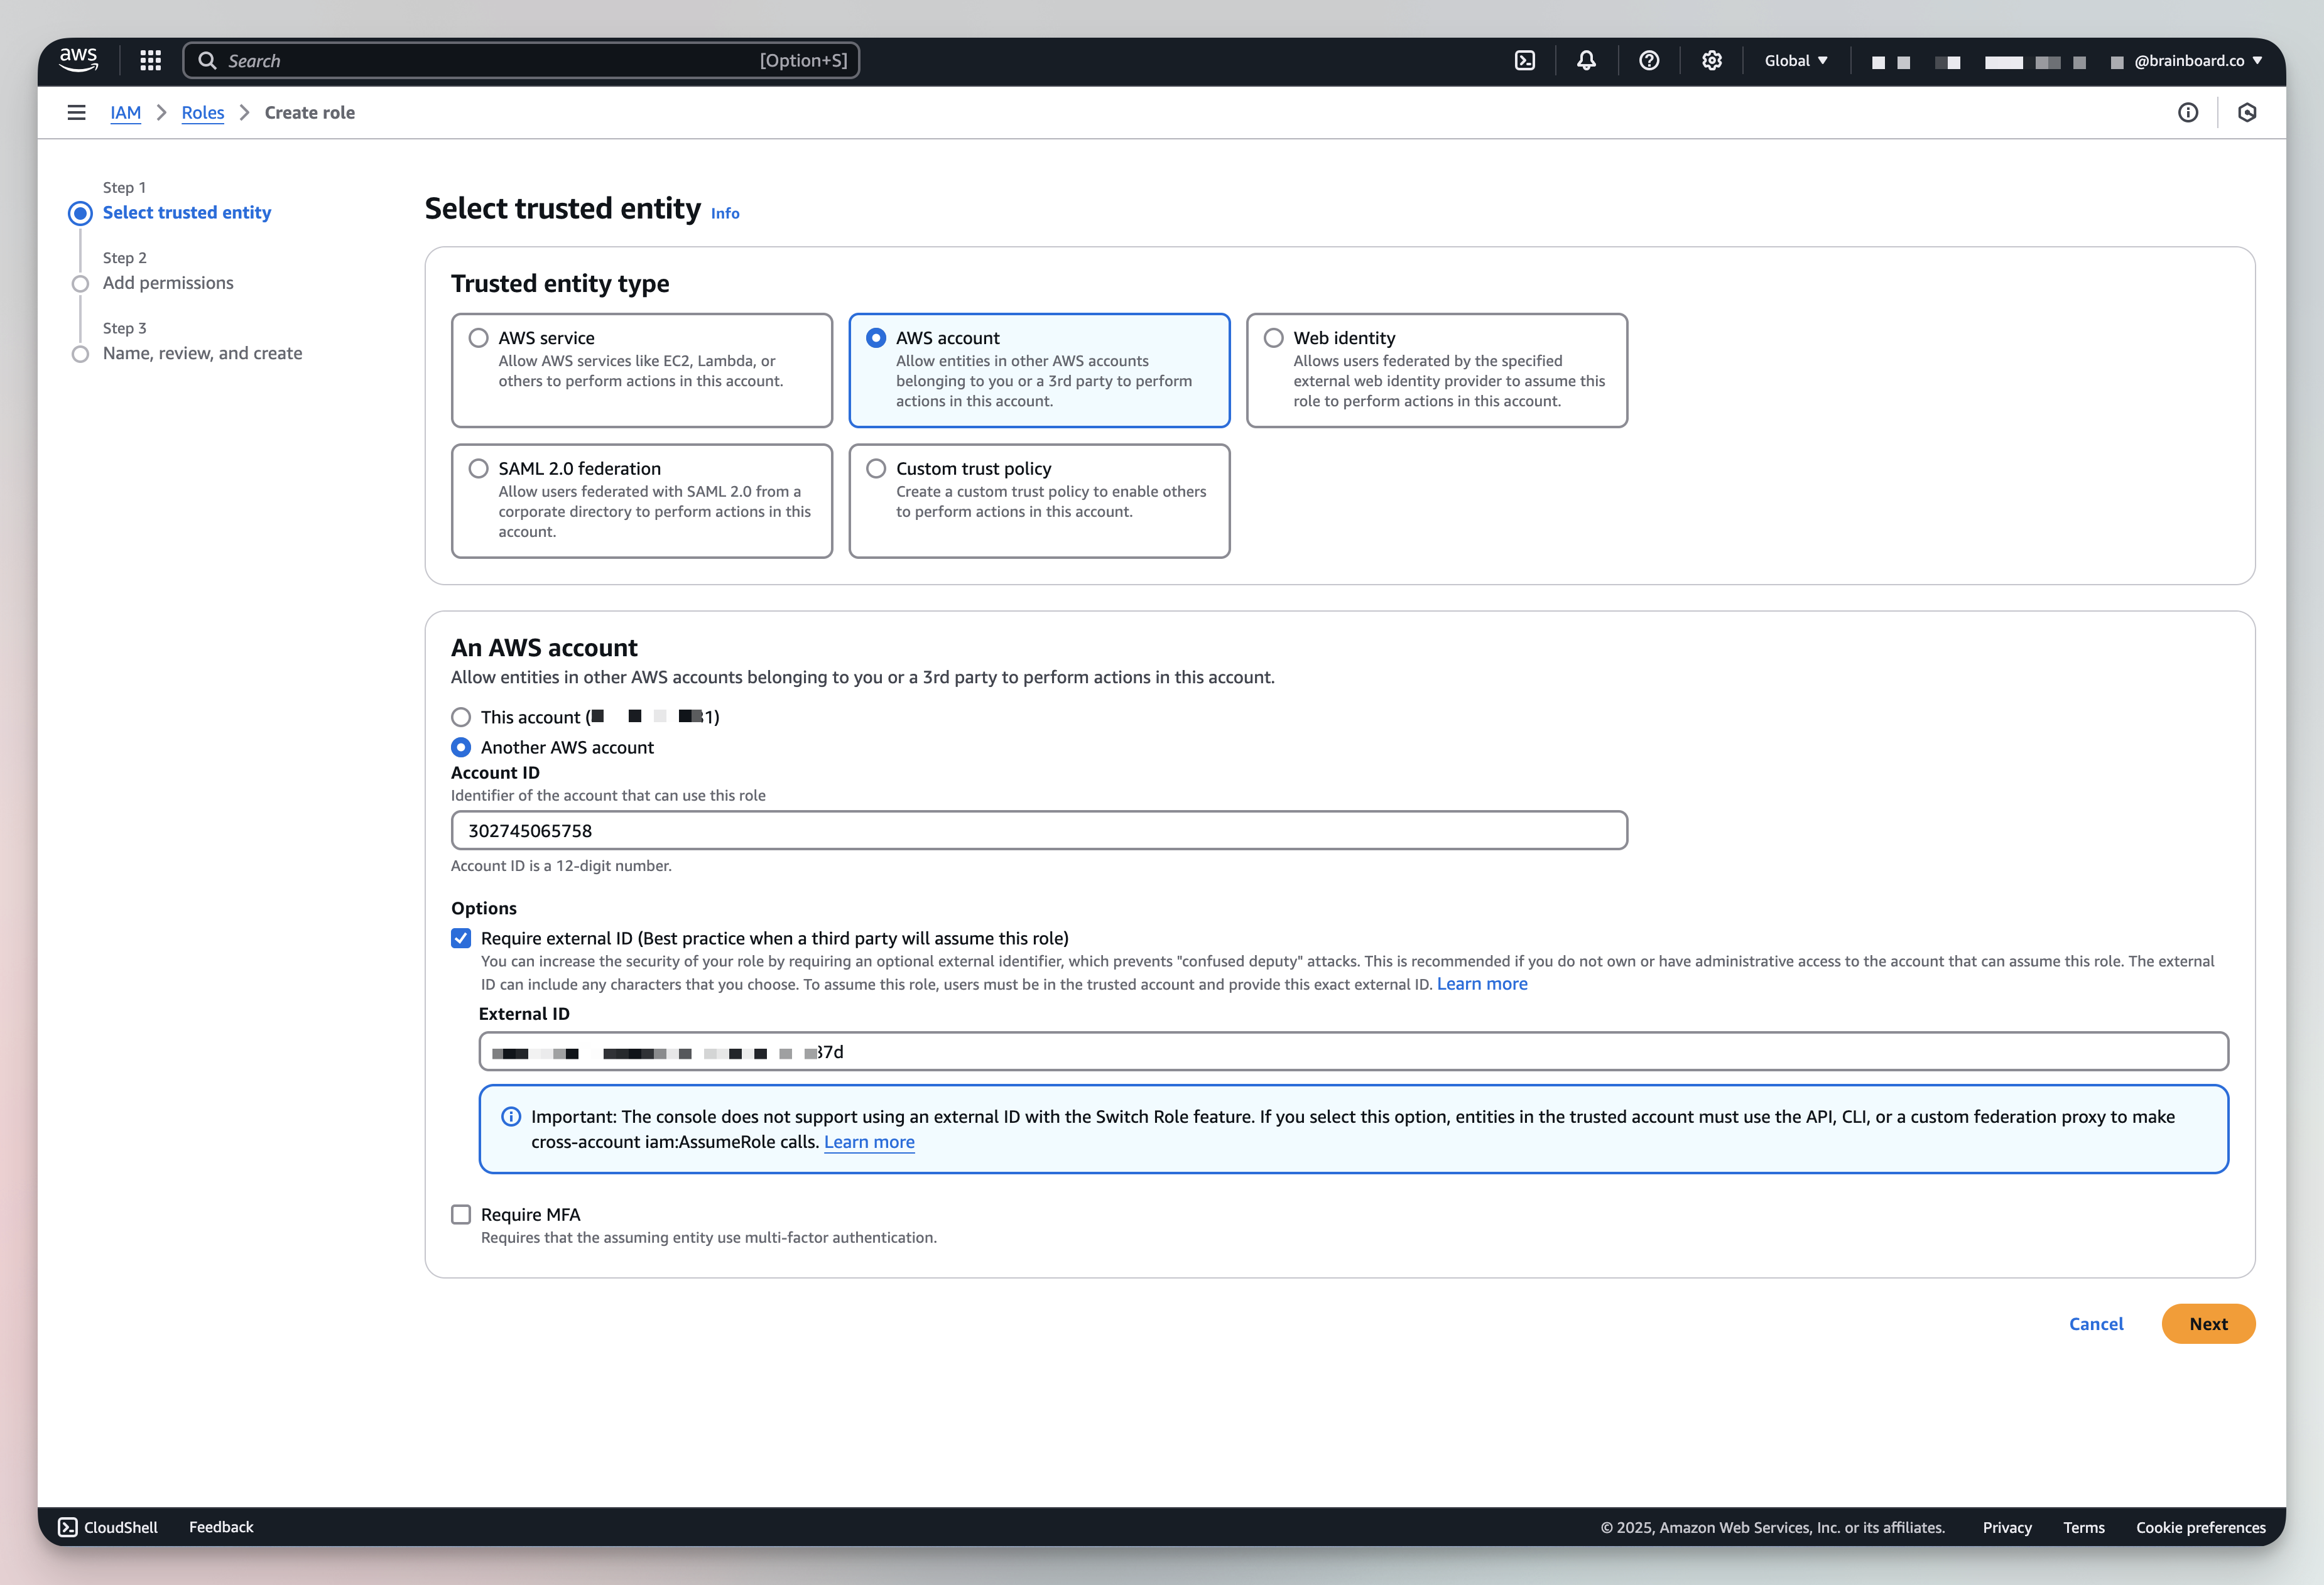 aws
Search [Option+S]
Global
@brainboard.co
IAM > Roles > Create role
Step 1
Select trusted entity
Step 2
Add permissions
Step 3
Name, review, and create
Select trusted entity Info
Trusted entity type
AWS service
Allow AWS services like EC2, Lambda, or
others to perform actions in this account.
AWS account
Allow entities in other AWS accounts
belonging to you or a 3rd party to perform
actions in this account.
Web identity
Allows users federated by the specified
external web identity provider to assume this
role to perform actions in this account.
SAML 2.0 federation
Allow users federated with SAML 2.0 from a
corporate directory to perform actions in this
account.
Custom trust policy
Create a custom trust policy to enable others
to perform actions in this account.
An AWS account
Allow entities in other AWS accounts belonging to you or a 3rd party to perform actions in this account.
This account ( 1)
Another AWS account
Account ID
Identifier of the account that can use this role
302745065758
Account ID is a 12-digit number.
Options
Require external ID (Best practice when a third party will assume this role)
You can increase the security of your role by requiring an optional external identifier, which prevents "confused deputy" attacks. This is recommended if you do not own or have administrative access to the account that can assume this role. The external
ID can include any characters that you choose. To assume this role, users must be in the trusted account and provide this exact external ID. Learn more
External ID
37d
Important: The console does not support using an external ID with the Switch Role feature. If you select this option, entities in the trusted account must use the API, CLI, or a custom federation proxy to make
cross-account iam:AssumeRole calls. Learn more
Require MFA
Requires that the assuming entity use multi-factor authentication.
Cancel
Next
CloudShell Feedback
© 2025, Amazon Web Services, Inc. or its affiliates. Privacy Terms Cookie preferences